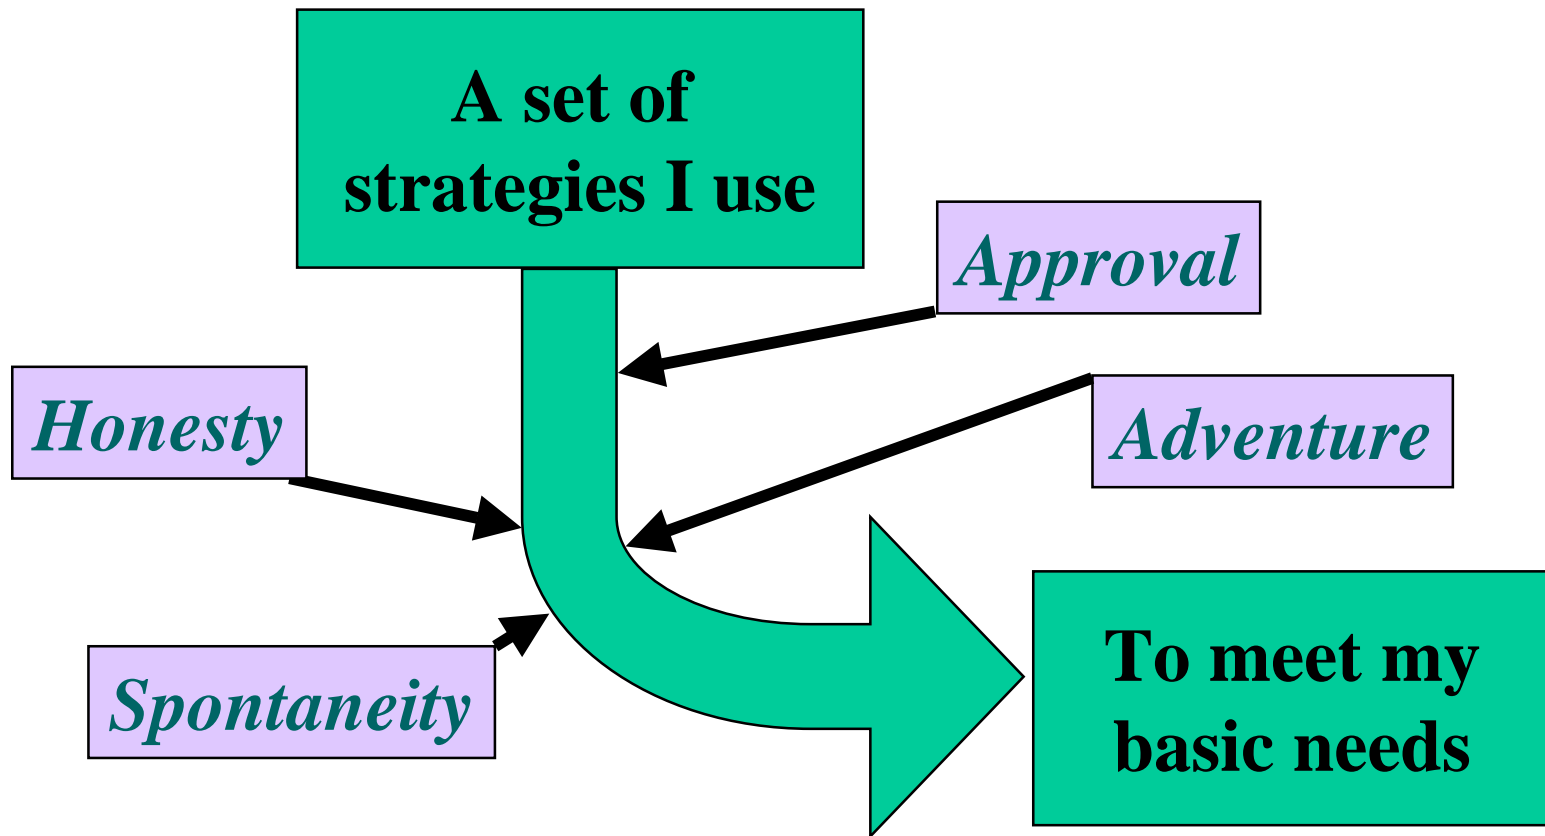 A set of
strategies I use
Approval
Honesty
Adventure
Spontaneity
To meet my
basic needs